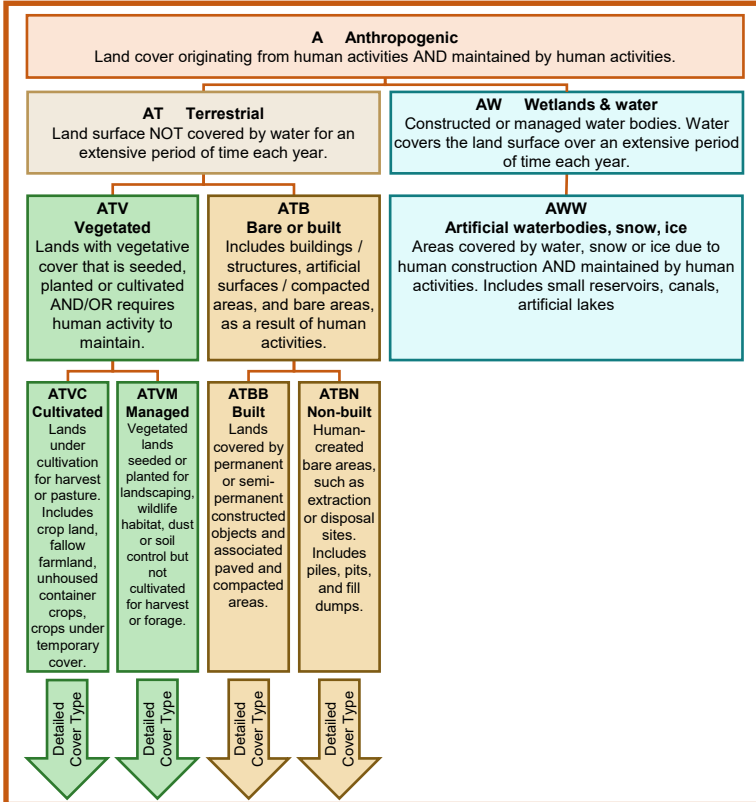 A Anthropogenic
Land cover originating from human activities AND maintained by human activities.
AT Terrestrial
Land surface NOT covered by water for an
extensive period of time each year.
AW Wetlands & water
Constructed or managed water bodies. Water
covers the land surface over an extensive period
of time each year.
ATV
Vegetated
Lands with vegetative
cover that is seeded,
planted or cultivated
AND/OR requires
human activity to
maintain.
ATB
Bare or built
Includes buildings /
structures, artificial
surfaces / compacted
areas, and bare areas,
as a result of human
activities.
AWW
Artificial waterbodies, snow, ice
Areas covered by water, snow or ice due to
human construction AND maintained by human
activities. Includes small reservoirs, canals,
artificial lakes
ATVC
Cultivated
Lands
under
cultivation
for harvest
or pasture.
Includes
crop land,
fallow
farmland,
unhoused
container
crops,
crops under
temporary
cover.
ATVM
Managed
Vegetated
lands
seeded or
planted for
landscaping,
wildlife
habitat, dust
or soil
control but
not
cultivated
for harvest
or forage.
ATBB
Built
Lands
covered by
permanent
or semi-
permanent
constructed
objects and
associated
paved and
compacted
areas.
ATBN
Non-built
Human-
created
bare areas,
such as
extraction
or disposal
sites.
Includes
piles, pits,
and fill
dumps.
Detailed
Cover Type
Detailed
Cover Type
Detailed
Cover Type
Detailed
Cover Type